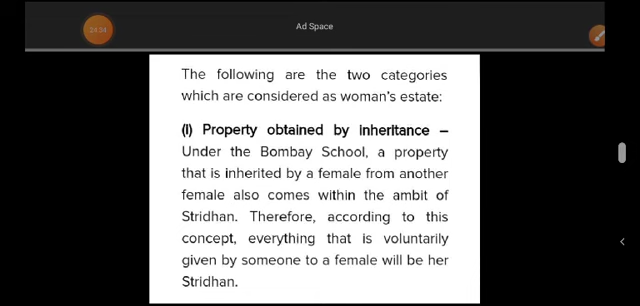 24:24
Ad Space
The following are the two categories
which are considered as woman's estate:
(I) Property obtained by inheritance –
Under the Bombay School, a property
that is inherited by a female from another
female also comes within the ambit of
Stridhan. Therefore, according to this
concept, everything that is voluntarily
given by someone to a female will be her
Stridhan.